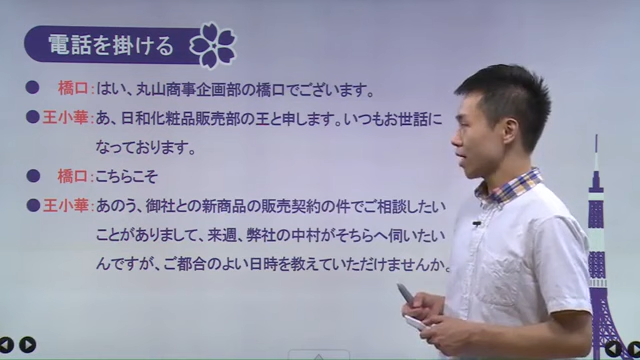 電話を掛ける
● 橋口：はい、丸山商事企画部の橋口でございます。
● 王小華：あ、日和化粧品販売部の王と申します。いつもお世話に
なっております。
● 橋口：こちらこそ
● 王小華：あのう、御社との新商品の販売契約の件でご相談したい
ことがありまして、来週、弊社の中村がそちらへ伺いたい
んですが、ご都合のよい日時を教えていただけませんか。